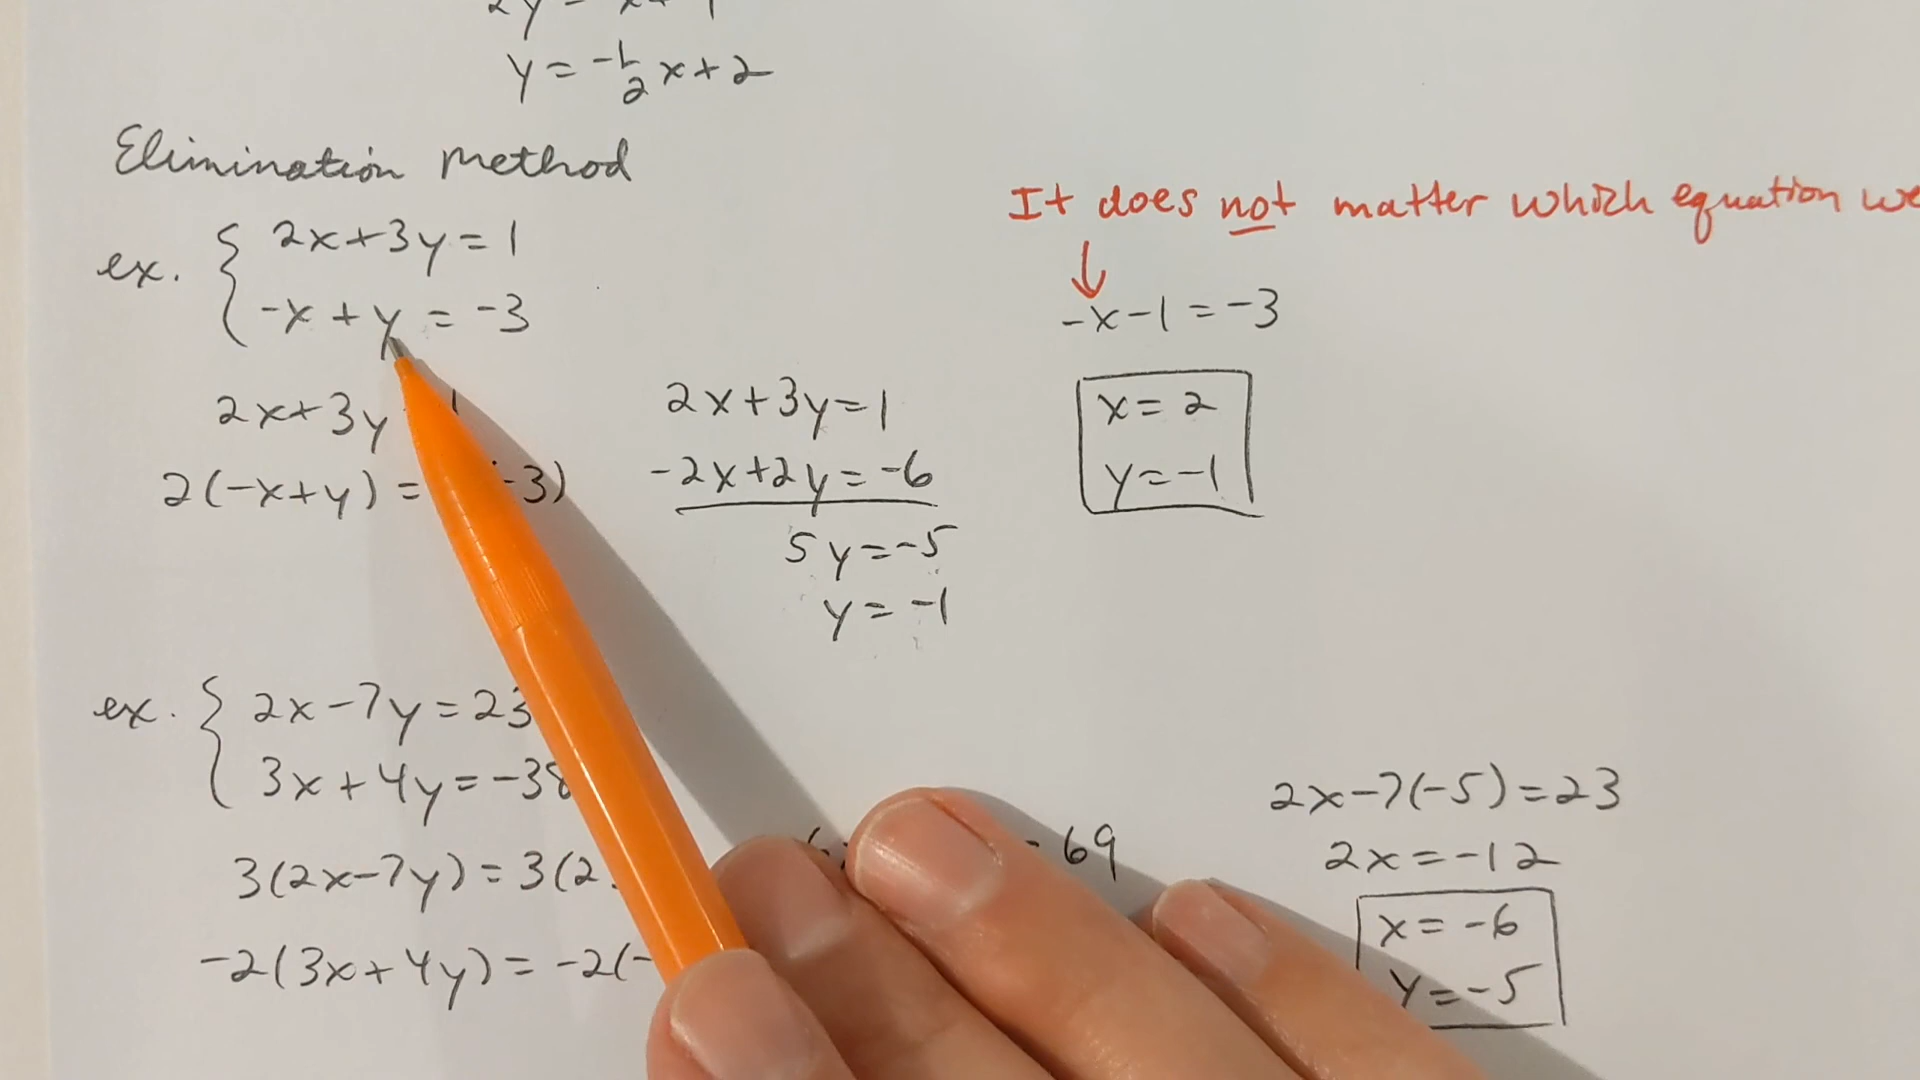 y = -1/2 x + 2
Elimination Method
ex. { 2x + 3y = 1
-x + y = -3
2x + 3y
2(-x + y) = -3)
2x + 3y = 1
-2x + 2y = -6
5y = -5
y = -1
It does not matter which equation we
↓
-x - 1 = -3
x = 2
y = -1
ex. { 2x - 7y = 23
3x + 4y = -38
3(2x - 7y) = 3(2
-2(3x + 4y) = -2(-
69
2x - 7(-5) = 23
2x = -12
x = -6
y = -5